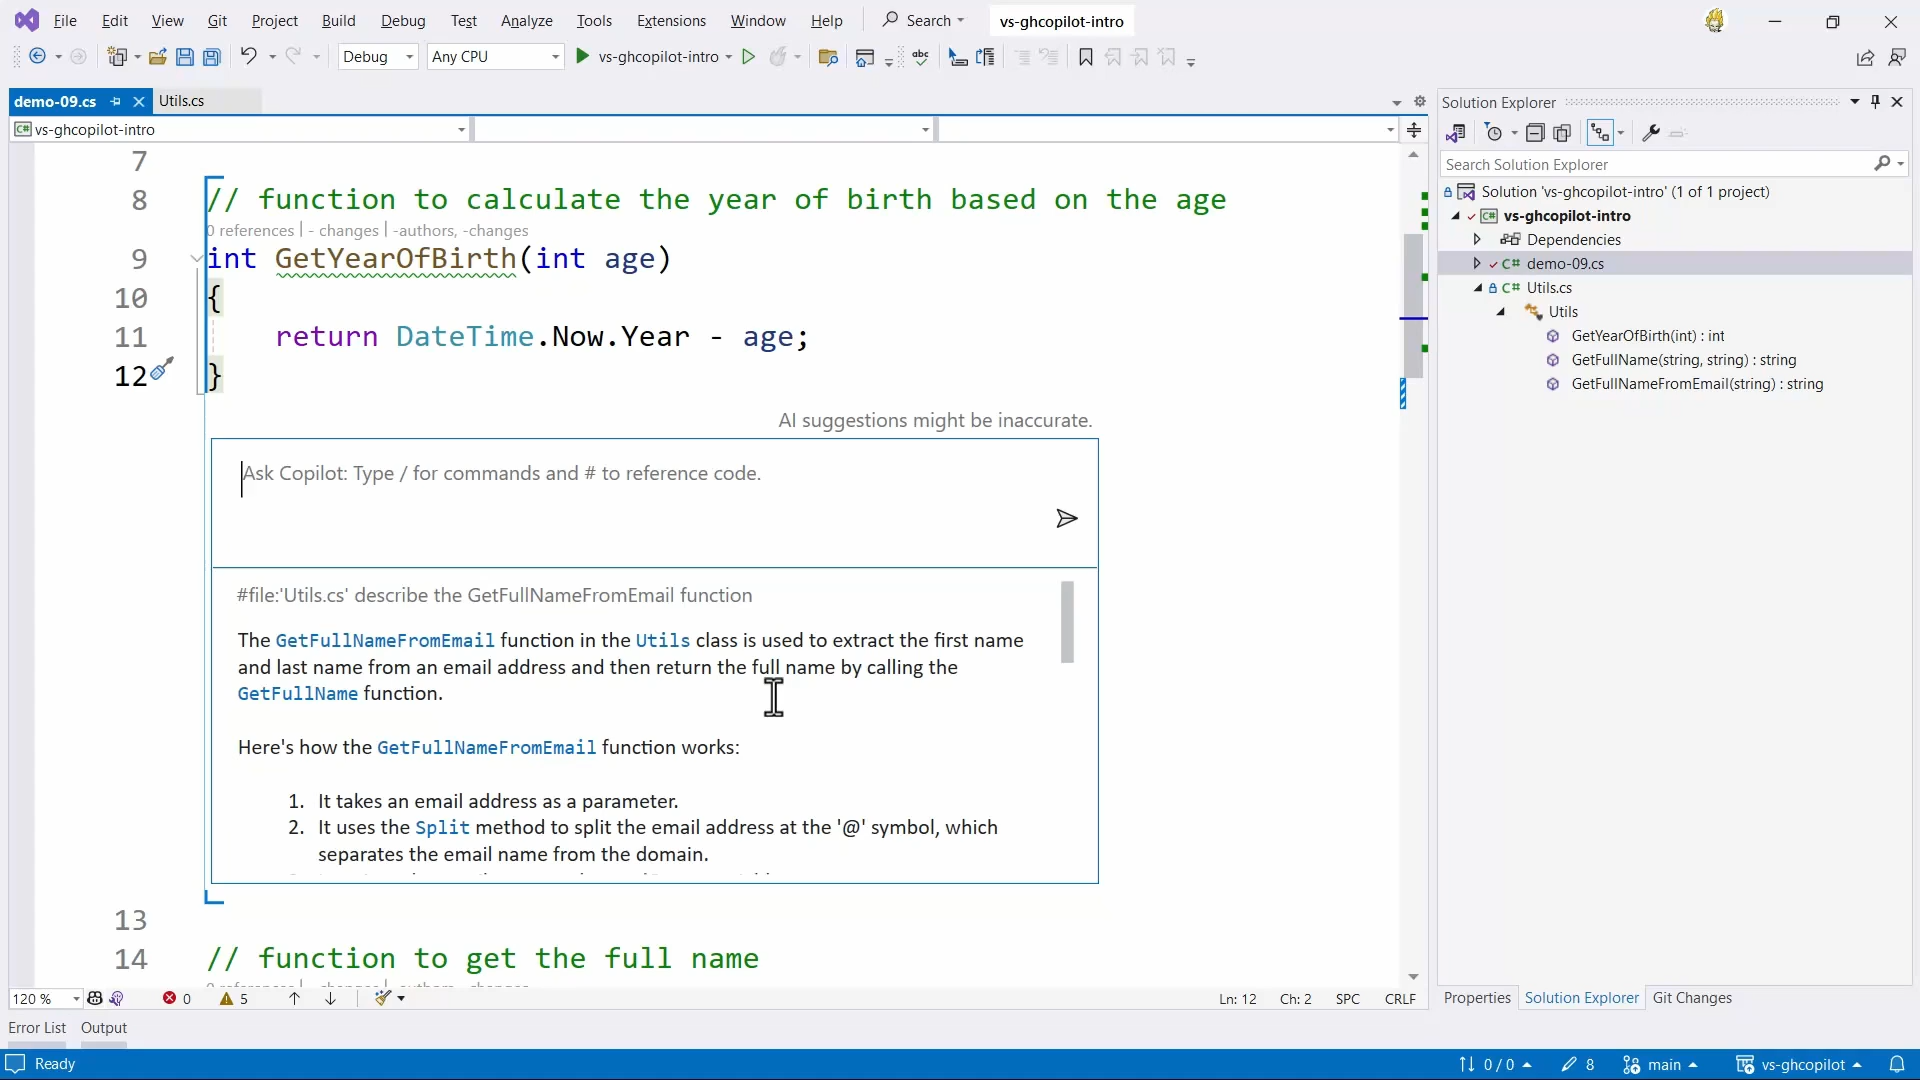 File Edit View Git Project Build Debug Test Analyze Tools Extensions Window Help Search vs-ghcopilot-intro
Debug Any CPU vs-ghcopilot-intro abc
demo-09.cs Utils.cs
C# vs-ghcopilot-intro
7
8 // function to calculate the year of birth based on the age
0 references | - changes | -authors, -changes
9 int GetYearOfBirth(int age)
10 {
11 return DateTime.Now.Year - age;
12 }
AI suggestions might be inaccurate.
Ask Copilot: Type / for commands and # to reference code.
#file:'Utils.cs' describe the GetFullNameFromEmail function
The GetFullNameFromEmail function in the Utils class is used to extract the first name
and last name from an email address and then return the full name by calling the
GetFullName function.
Here's how the GetFullNameFromEmail function works:
1. It takes an email address as a parameter.
2. It uses the Split method to split the email address at the '@' symbol, which
separates the email name from the domain.
13
14 // function to get the full name
120 % 0 5 Ln: 12 Ch: 2 SPC CRLF
Error List Output
Ready 0 / 0 8 main vs-ghcopilot
Solution Explorer
Search Solution Explorer
Solution 'vs-ghcopilot-intro' (1 of 1 project)
C# vs-ghcopilot-intro
Dependencies
C# demo-09.cs
C# Utils.cs
Utils
GetYearOfBirth(int) : int
GetFullName(string, string) : string
GetFullNameFromEmail(string) : string
Properties Solution Explorer Git Changes